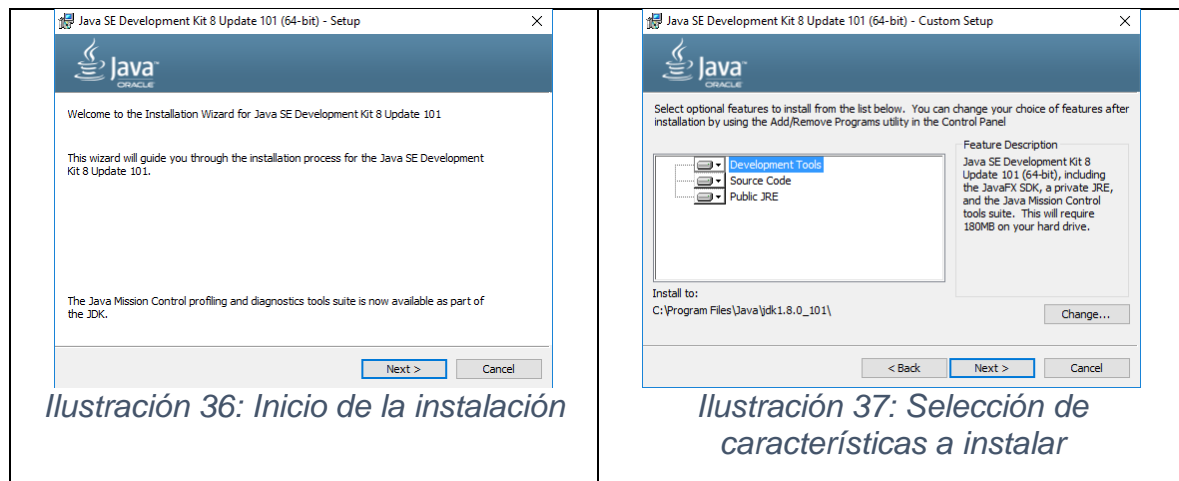 Java SE Development Kit 8 Update 101 (64-bit) - Setup
Java
ORACLE
Welcome to the Installation Wizard for Java SE Development Kit 8 Update 101
This wizard will guide you through the installation process for the Java SE Development
Kit 8 Update 101.
The Java Mission Control profiling and diagnostics tools suite is now available as part of
the JDK.
Next >
Cancel
Ilustración 36: Inicio de la instalación
Java SE Development Kit 8 Update 101 (64-bit) - Custom Setup
Java
ORACLE
Select optional features to install from the list below. You can change your choice of features after
installation by using the Add/Remove Programs utility in the Control Panel
Development Tools
Source Code
Public JRE
Feature Description
Java SE Development Kit 8
Update 101 (64-bit), including
the JavaFX SDK, a private JRE,
and the Java Mission Control
tools suite. This will require
180MB on your hard drive.
Install to:
C:\Program Files\Java\jdk1.8.0_101\
Change...
< Back
Next >
Cancel
Ilustración 37: Selección de
características a instalar